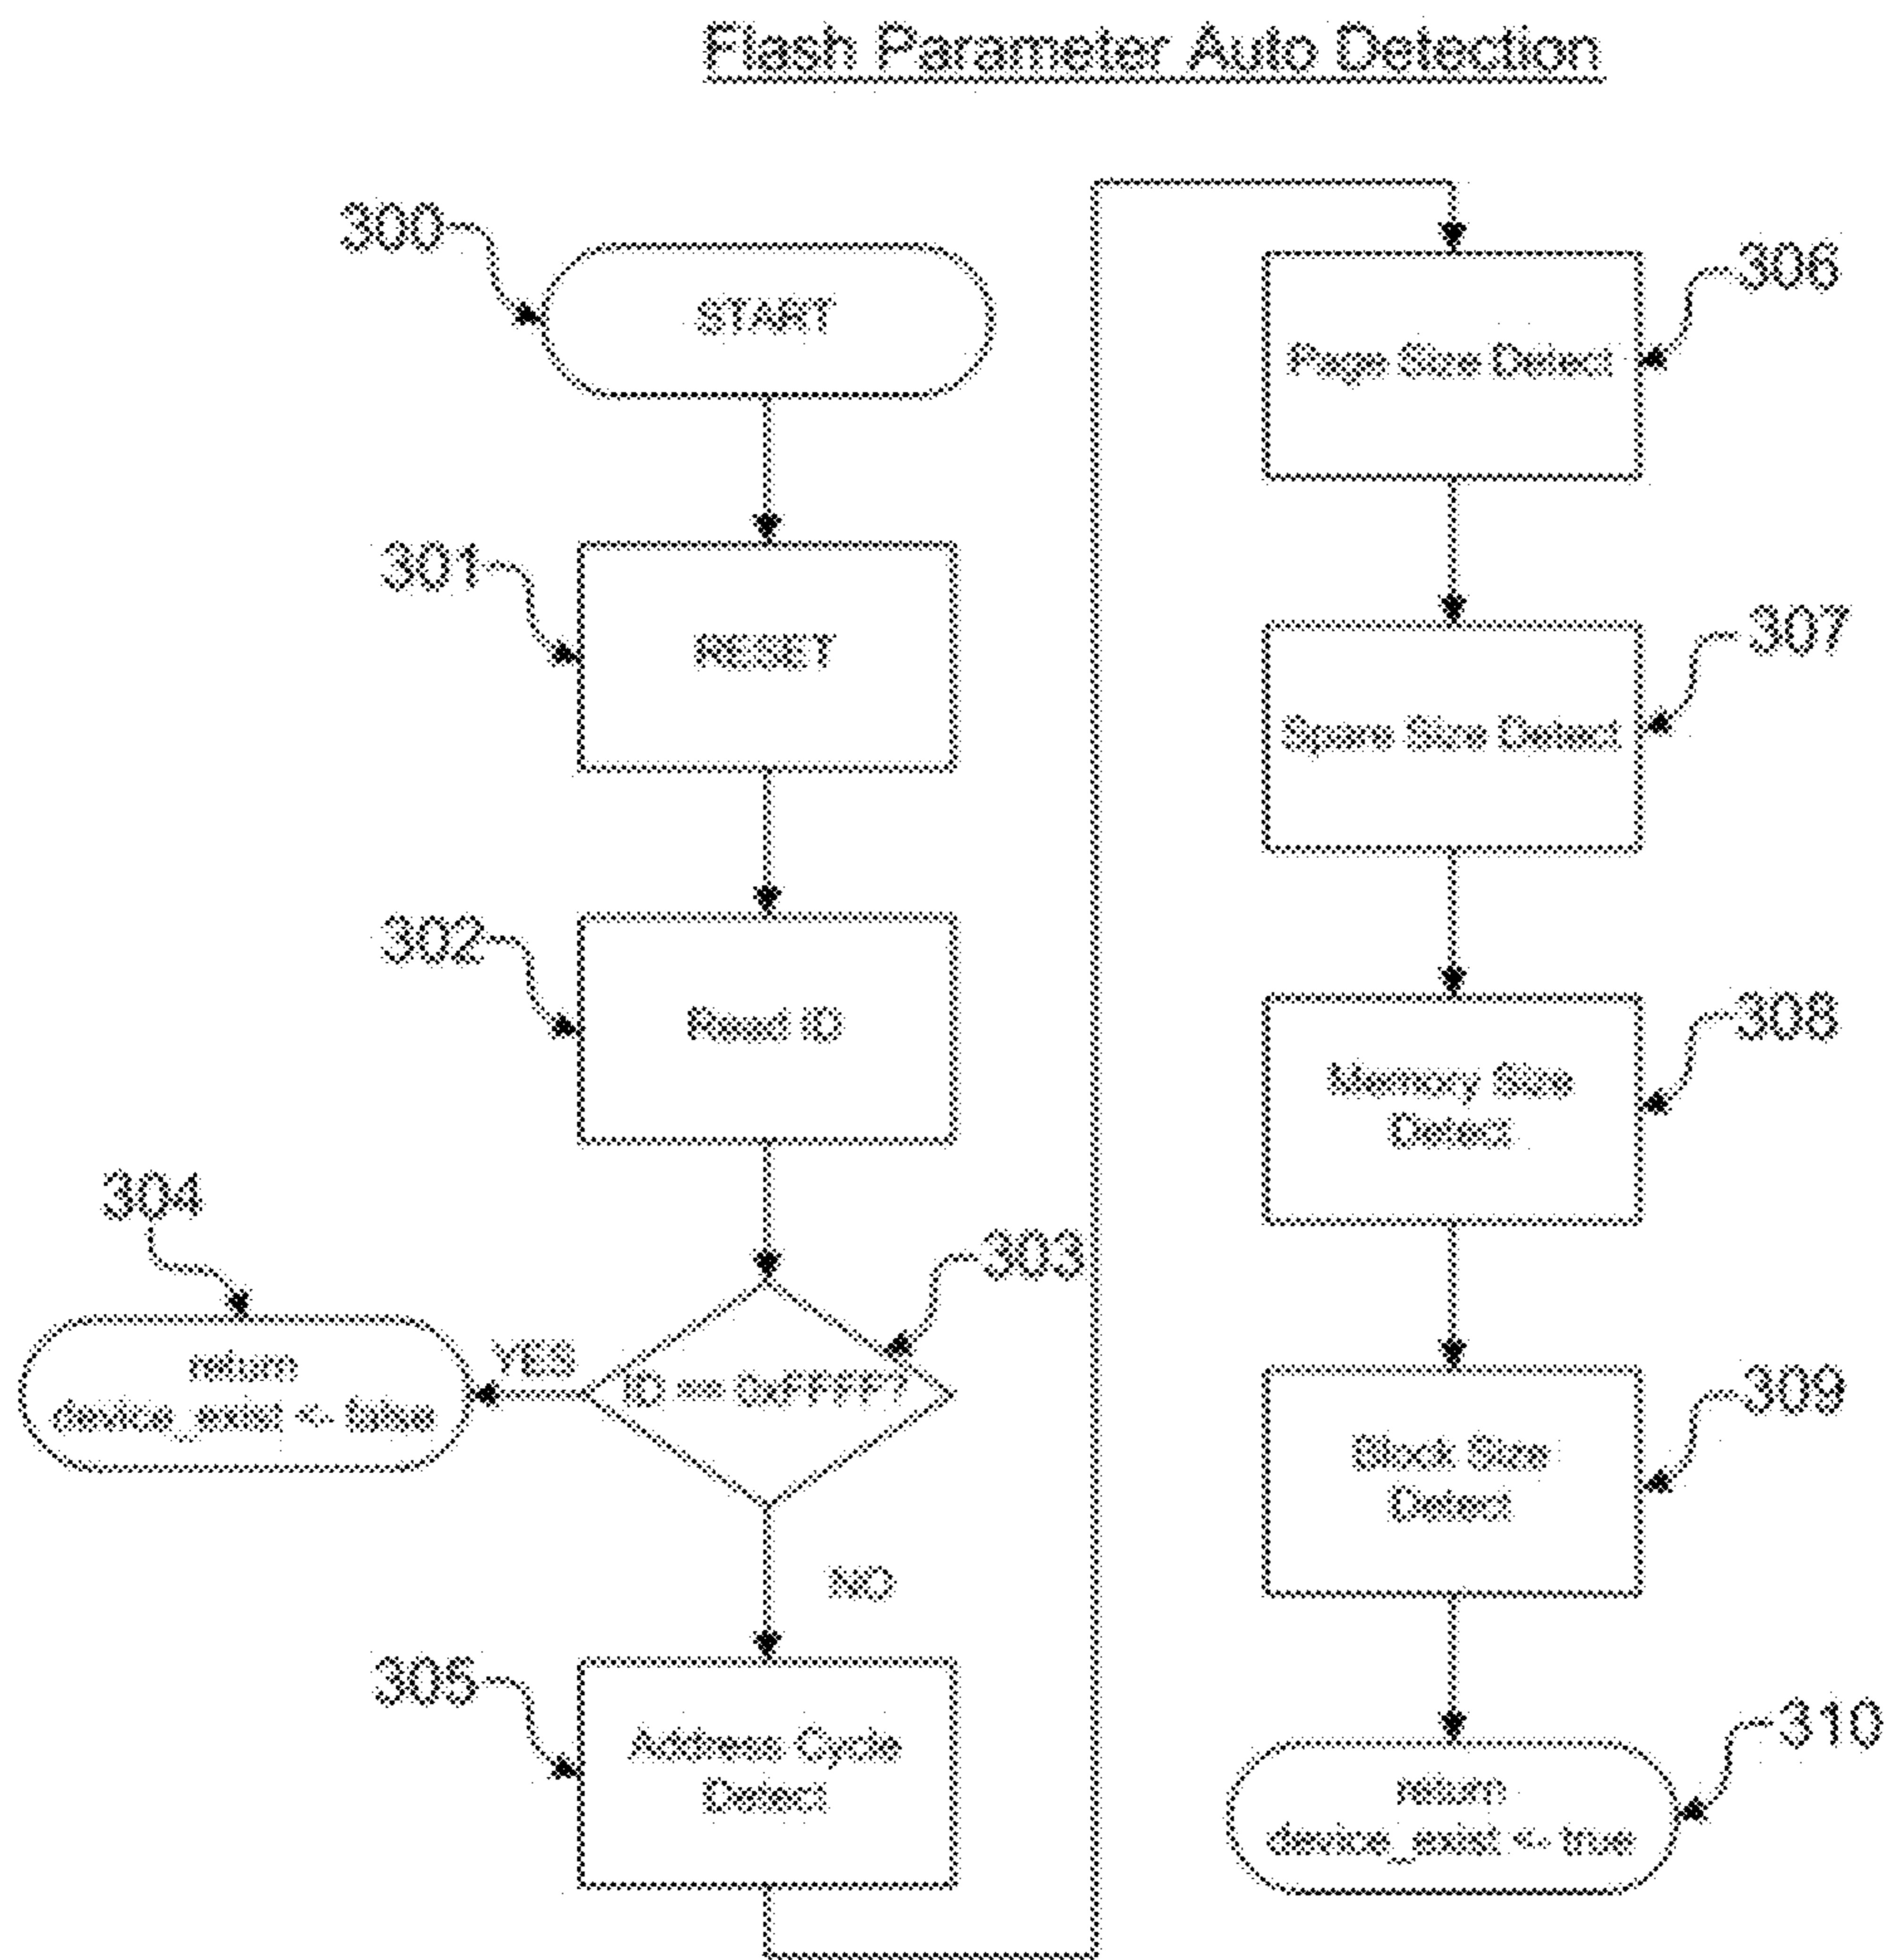 Flash Parameter Auto Detection
300
START
301
RESET
302
Read ID
303
ID == 0xFFFF?
YES
304
return
device_exist <- false
NO
305
Address Cycle
Detect
306
Page Size Detect
307
Spare Size Detect
308
Memory Size
Detect
309
Block Size
Detect
310
return
device_exist <- true